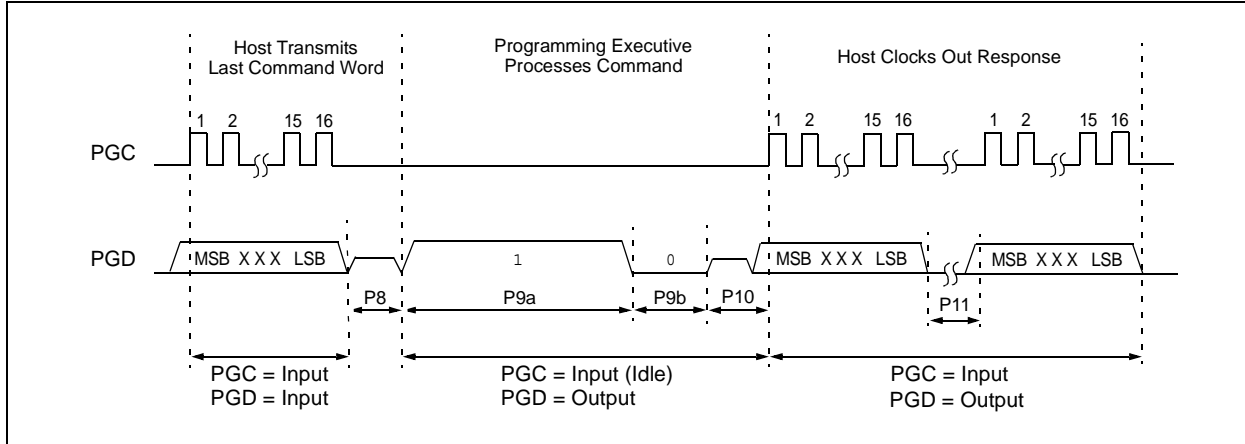 Host Transmits
Last Command Word
Programming Executive
Processes Command
Host Clocks Out Response
1 2 15 16 1 2 15 16 1 2 15 16
PGC
PGD
MSB X X X LSB 1 0 MSB X X X LSB MSB X X X LSB
P8 P9a P9b P10 P11
PGC = Input
PGD = Input
PGC = Input (Idle)
PGD = Output
PGC = Input
PGD = Output